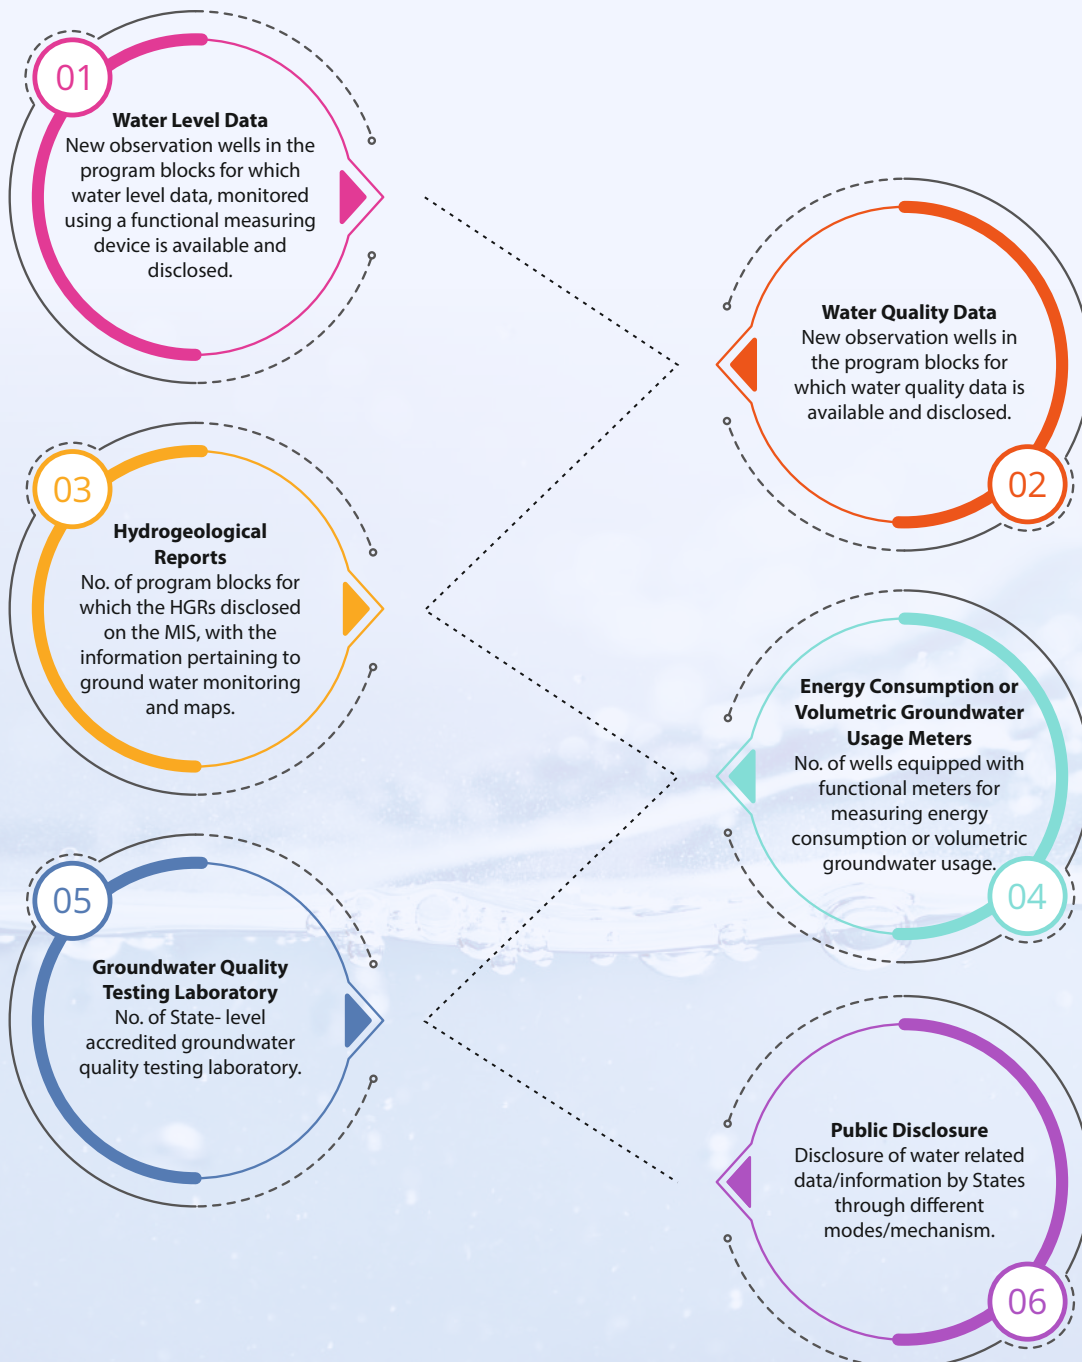 01
Water Level Data
New observation wells in the
program blocks for which
water level data, monitored
using a functional measuring
device is available and
disclosed.
Water Quality Data
New observation wells in
the program blocks for
which water quality data is
available and disclosed.
02
03
Hydrogeological
Reports
No. of program blocks for
which the HGRs disclosed
on the MIS, with the
information pertaining to
ground water monitoring
and maps.
Energy Consumption or
Volumetric Groundwater
Usage Meters
No. of wells equipped with
functional meters for
measuring energy
consumption or volumetric
groundwater usage.
04
05
Groundwater Quality
Testing Laboratory
No. of State- level
accredited groundwater
quality testing laboratory.
Public Disclosure
Disclosure of water related
data/information by States
through different
modes/mechanism.
06